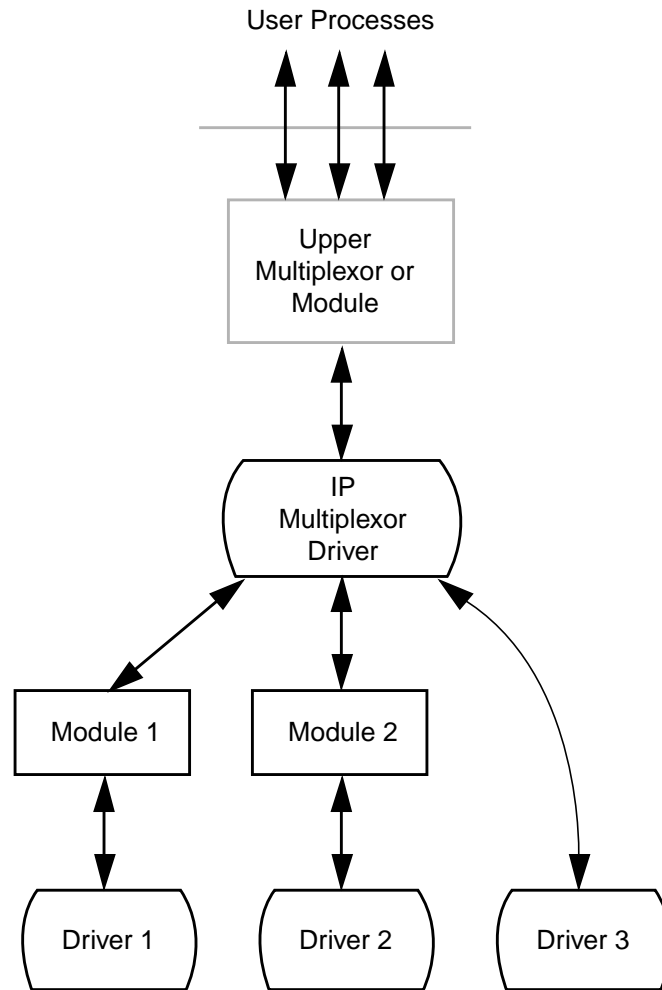 User Processes
Upper
Multiplexor or
Module
IP
Multiplexor
Driver
Module 1
Module 2
Driver 1
Driver 2
Driver 3